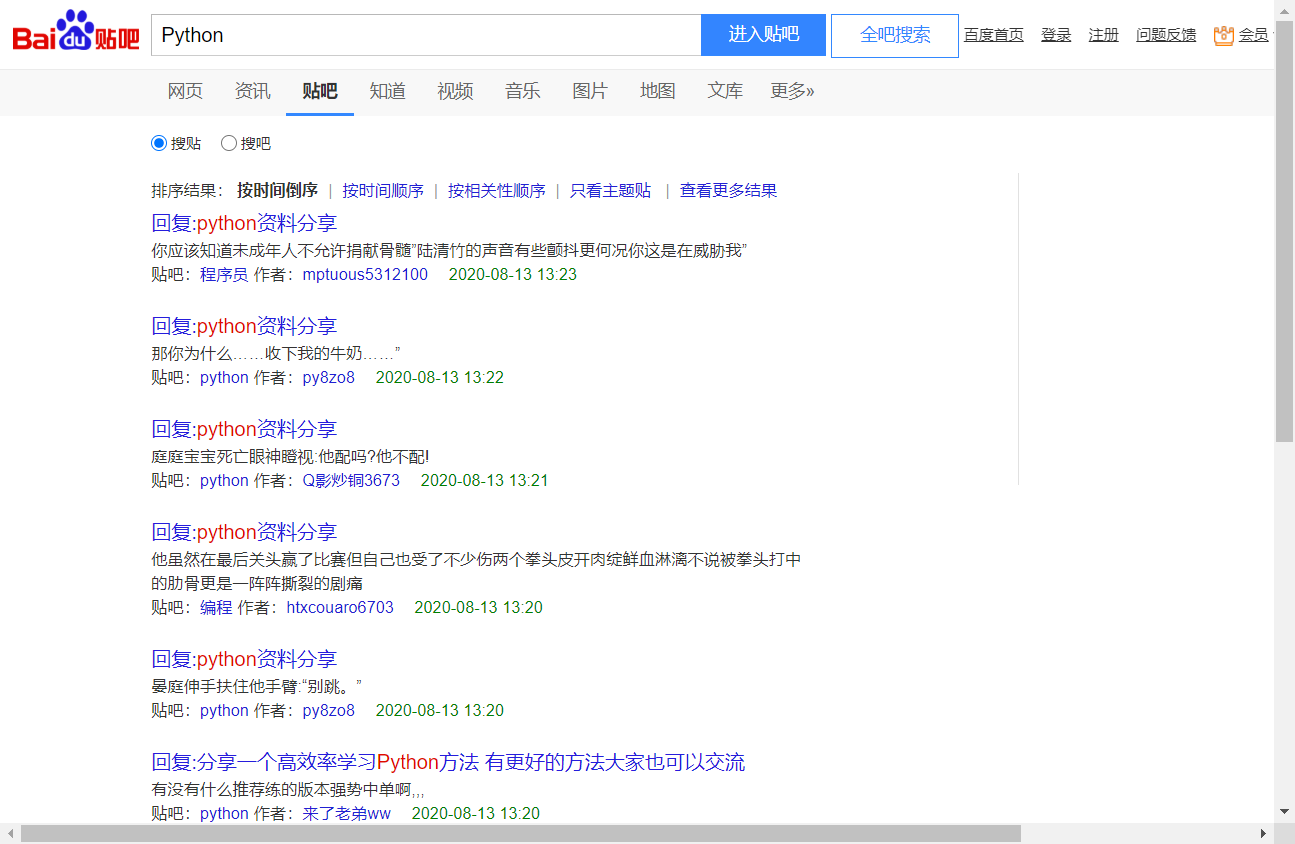 Bai du 贴吧
Python
进入贴吧
全吧搜索
百度首页 登录 注册 问题反馈 会员
网页 资讯 贴吧 知道 视频 音乐 图片 地图 文库 更多»
搜贴 搜吧
排序结果： 按时间倒序 | 按时间顺序 | 按相关性顺序 | 只看主题贴 | 查看更多结果
回复:python资料分享
你应该知道未成年人不允许捐献骨髓”陆清竹的声音有些颤抖更何况你这是在威胁我”
贴吧：程序员 作者：mptuous5312100 2020-08-13 13:23
回复:python资料分享
那你为什么……收下我的牛奶……”
贴吧：python 作者：py8zo8 2020-08-13 13:22
回复:python资料分享
庭庭宝宝死亡眼神瞪视:他配吗?他不配!
贴吧：python 作者：Q影炒铜3673 2020-08-13 13:21
回复:python资料分享
他虽然在最后关头赢了比赛但自己也受了不少伤两个拳头皮开肉绽鲜血淋漓不说被拳头打中
的肋骨更是一阵阵撕裂的剧痛
贴吧：编程 作者：htxcouaro6703 2020-08-13 13:20
回复:python资料分享
晏庭伸手扶住他手臂:“别跳。”
贴吧：python 作者：py8zo8 2020-08-13 13:20
回复:分享一个高效率学习Python方法 有更好的方法大家也可以交流
有没有什么推荐练的版本强势中单啊,,,
贴吧：python 作者：来了老弟ww 2020-08-13 13:20